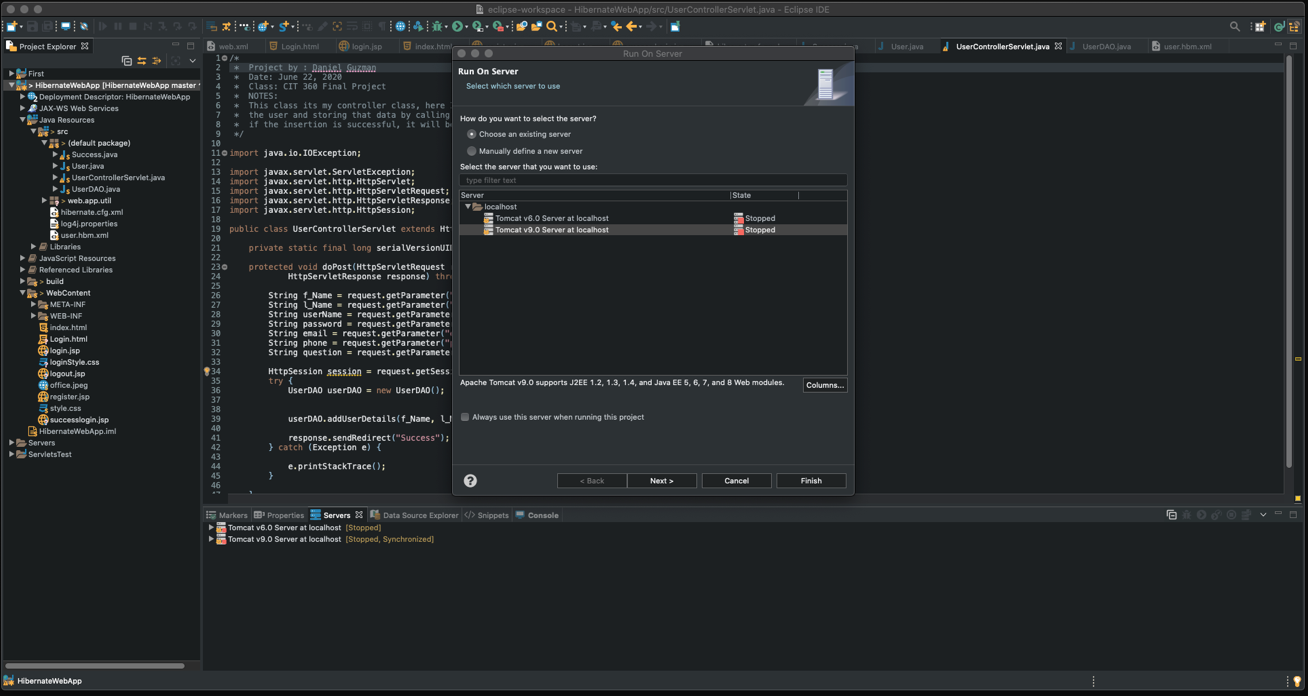 eclipse-workspace - HibernateWebApp/src/UserControllerServlet.java - Eclipse IDE
Project Explorer
web.xml
Login.html
login.jsp
index.html
User.java
UserControllerServlet.java
UserDAO.java
user.hbm.xml
First
> HibernateWebApp [HibernateWebApp master
Deployment Descriptor: HibernateWebApp
JAX-WS Web Services
Java Resources
> src
> (default package)
Success.java
User.java
UserControllerServlet.java
UserDAO.java
> web.app.util
hibernate.cfg.xml
log4j.properties
user.hbm.xml
Libraries
JavaScript Resources
Referenced Libraries
> build
> WebContent
META-INF
WEB-INF
index.html
Login.html
login.jsp
loginStyle.css
logout.jsp
office.jpeg
register.jsp
style.css
successlogin.jsp
HibernateWebApp.iml
Servers
ServletsTest
1 /*
2 * Project by : Daniel Guzman
3 * Date: June 22, 2020
4 * Class: CIT 360 Final Project
5 * NOTES:
6 * This class its my controller class, here
7 * the user and storing that data by calling
8 * if the insertion is successful, it will b
9 */
10
11 import java.io.IOException;
12
13 import javax.servlet.ServletException;
14 import javax.servlet.http.HttpServlet;
15 import javax.servlet.http.HttpServletRequest;
16 import javax.servlet.http.HttpServletResponse
17 import javax.servlet.http.HttpSession;
18
19 public class UserControllerServlet extends Ht
20
21 private static final long serialVersionUI
22
23 protected void doPost(HttpServletRequest
24 HttpServletResponse response) thr
25
26 String f_Name = request.getParameter("
27 String l_Name = request.getParameter("
28 String userName = request.getParamete
29 String password = request.getParamete
30 String email = request.getParameter("
31 String phone = request.getParameter("
32 String question = request.getParamete
33
34 HttpSession session = request.getSess
35 try {
36 UserDAO userDAO = new UserDAO();
37
38
39 userDAO.addUserDetails(f_Name, l_
40
41 response.sendRedirect("Success");
42 } catch (Exception e) {
43
44 e.printStackTrace();
45 }
46
47
Run On Server
Run On Server
Select which server to use
How do you want to select the server?
Choose an existing server
Manually define a new server
Select the server that you want to use:
type filter text
Server State
localhost
Tomcat v6.0 Server at localhost Stopped
Tomcat v9.0 Server at localhost Stopped
Apache Tomcat v9.0 supports J2EE 1.2, 1.3, 1.4, and Java EE 5, 6, 7, and 8 Web modules.
Columns...
Always use this server when running this project
?
< Back
Next >
Cancel
Finish
Markers
Properties
Servers
Data Source Explorer
Snippets
Console
Tomcat v6.0 Server at localhost [Stopped]
Tomcat v9.0 Server at localhost [Stopped, Synchronized]
HibernateWebApp